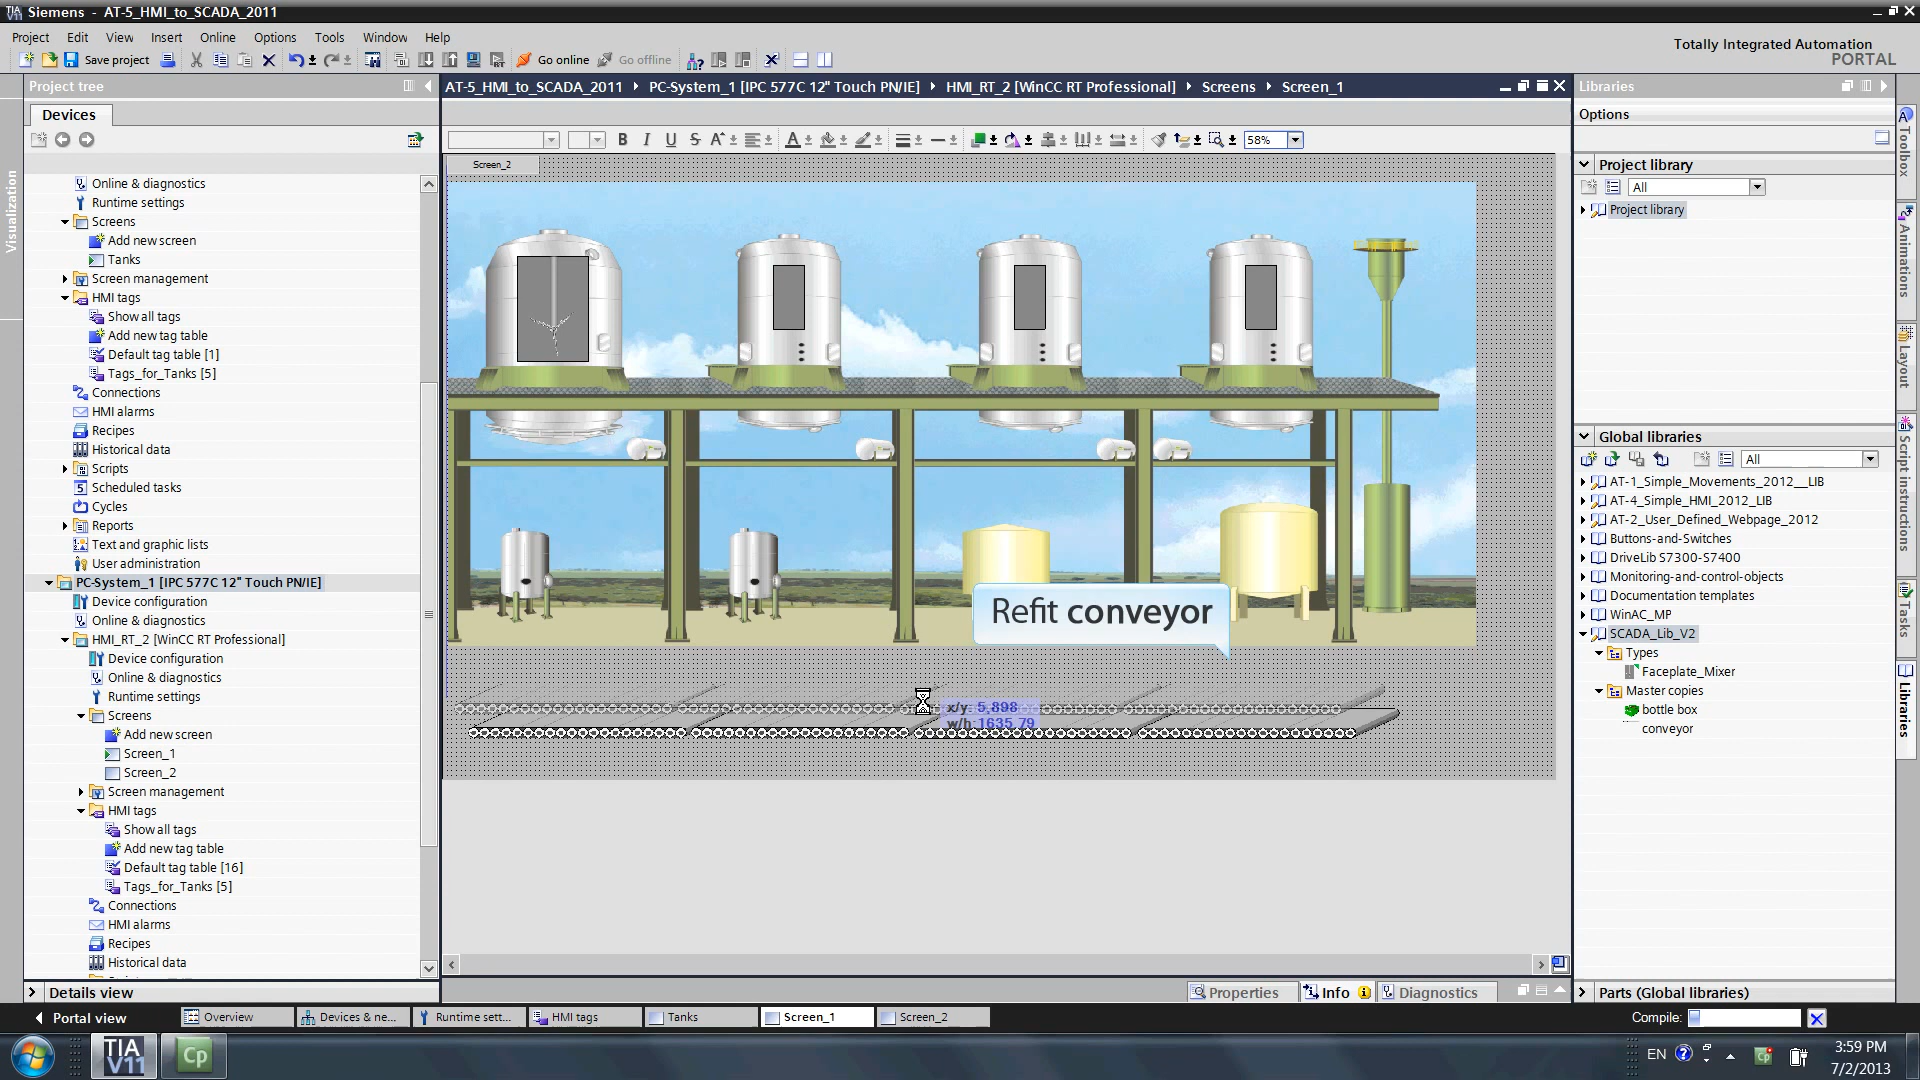 TIA
V11
Siemens - AT-5_HMI_to_SCADA_2011
Project Edit View Insert Online Options Tools Window Help
Totally Integrated Automation
PORTAL
Save project
Go online
Go offline
Project tree
AT-5_HMI_to_SCADA_2011 PC-System_1 [IPC 577C 12" Touch PN/IE] HMI_RT_2 [WinCC RT Professional] Screens Screen_1
Libraries
Devices
Options
B I U S A A 58%
Visualization
Online & diagnostics
Runtime settings
Screens
Add new screen
Tanks
Screen management
HMI tags
Show all tags
Add new tag table
Default tag table [1]
Tags_for_Tanks [5]
Connections
HMI alarms
Recipes
Historical data
Scripts
Scheduled tasks
Cycles
Reports
Text and graphic lists
User administration
PC-System_1 [IPC 577C 12" Touch PN/IE]
Device configuration
Online & diagnostics
HMI_RT_2 [WinCC RT Professional]
Device configuration
Online & diagnostics
Runtime settings
Screens
Add new screen
Screen_1
Screen_2
Screen management
HMI tags
Show all tags
Add new tag table
Default tag table [16]
Tags_for_Tanks [5]
Connections
HMI alarms
Recipes
Historical data
Details view
Screen_2
Refit conveyor
x/y: 5,898
w/h:1635,79
Properties Info Diagnostics
Project library
All
Project library
Global libraries
All
AT-1_Simple_Movements_2012__LIB
AT-4_Simple_HMI_2012_LIB
AT-2_User_Defined_Webpage_2012
Buttons-and-Switches
DriveLib S7300-S7400
Monitoring-and-control-objects
Documentation templates
WinAC_MP
SCADA_Lib_V2
Types
Faceplate_Mixer
Master copies
bottle box
conveyor
Parts (Global libraries)
Toolbox
Animations
Layout
Script instructions
Tasks
Libraries
Portal view
Overview
Devices & ne...
Runtime sett...
HMI tags
Tanks
Screen_1
Screen_2
Compile:
TIA
V11
Cp
EN
3:59 PM
7/2/2013